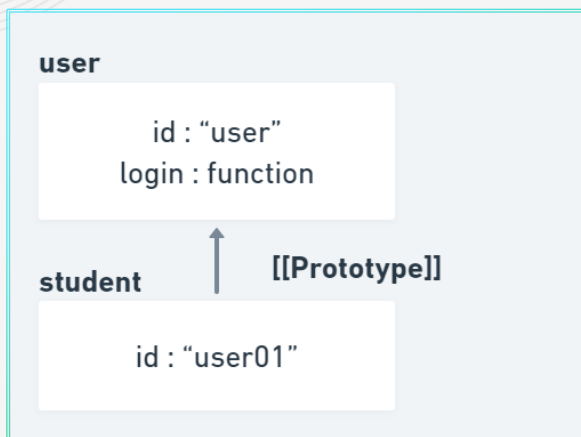 user
id : “user”
login : function
[[Prototype]]
student
id : “user01”